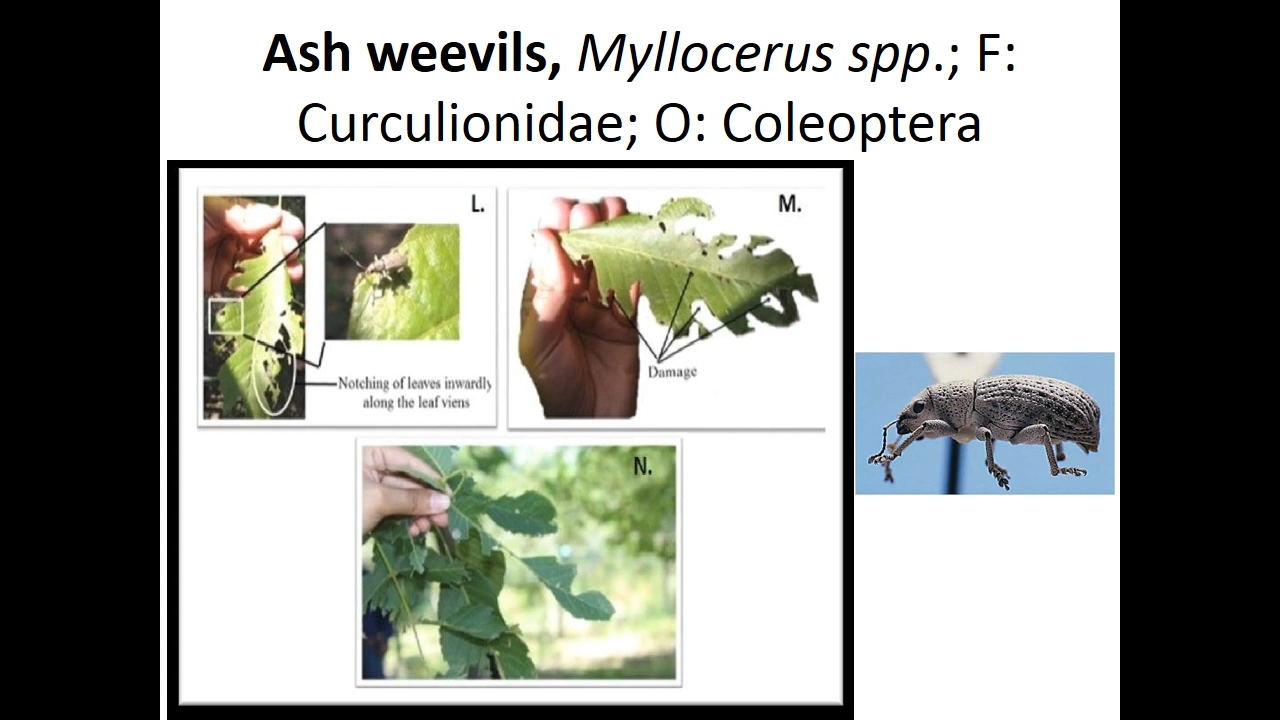 Ash weevils, Myllocerus spp.; F:
Curculionidae; O: Coleoptera
L.
Notching of leaves inwardly
along the leaf viens
M.
Damage
N.